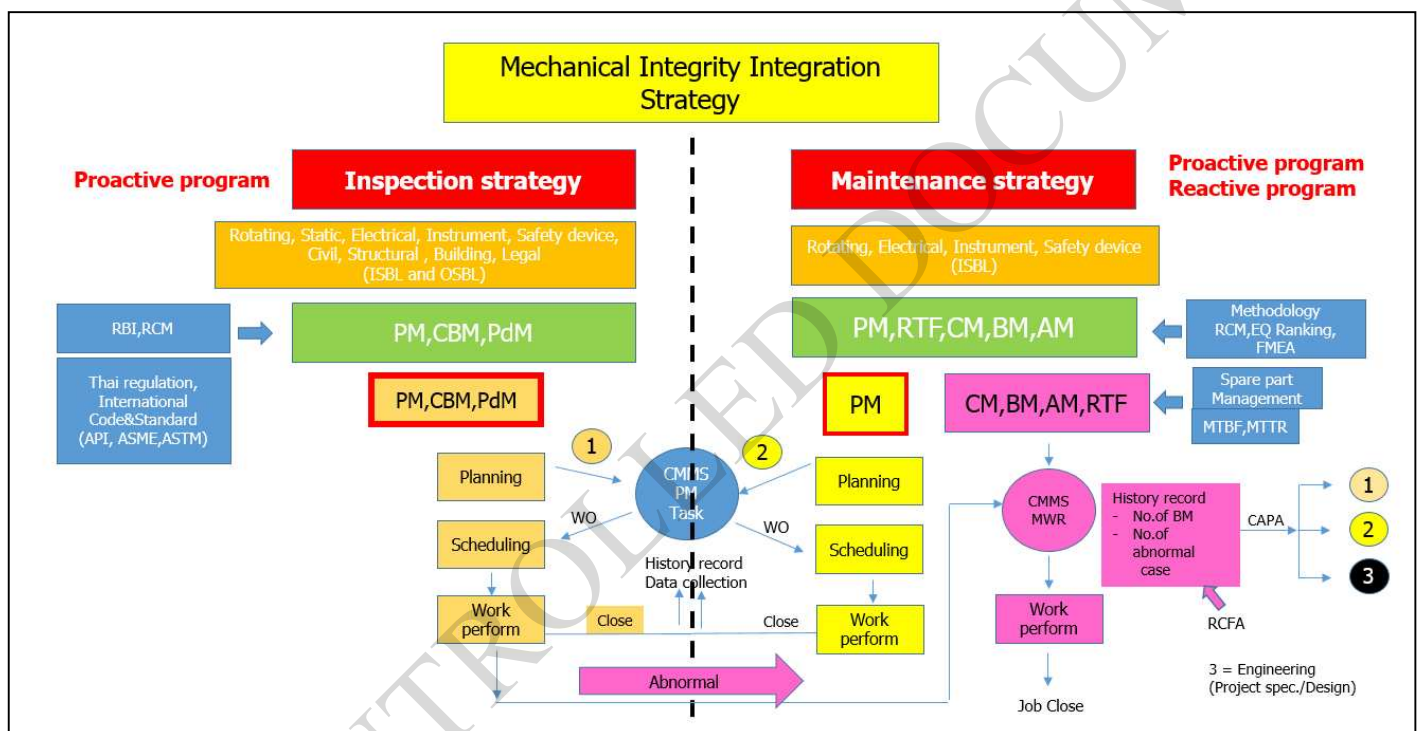 Mechanical Integrity Integration
Strategy
Proactive program
Inspection strategy
Maintenance strategy
Proactive program
Reactive program
Rotating, Static, Electrical, Instrument, Safety device,
Civil, Structural , Building, Legal
(ISBL and OSBL)
Rotating, Electrical, Instrument, Safety device
(ISBL)
RBI,RCM
PM,CBM,PdM
PM,RTF,CM,BM,AM
Methodology
RCM,EQ Ranking,
FMEA
Thai regulation,
International
Code&Standard
(API, ASME,ASTM)
PM,CBM,PdM
PM
CM,BM,AM,RTF
Spare part
Management
MTBF,MTTR
1
2
Planning
CMMS
PM
Task
Planning
WO
WO
Scheduling
Scheduling
History record
Data collection
CMMS
MWR
History record
- No.of BM
- No.of
abnormal
case
CAPA
1
2
3
Work
perform
Close
Close
Work
perform
Work
perform
RCFA
Abnormal
Job Close
3 = Engineering
(Project spec./Design)
NTROLLED DOCUM